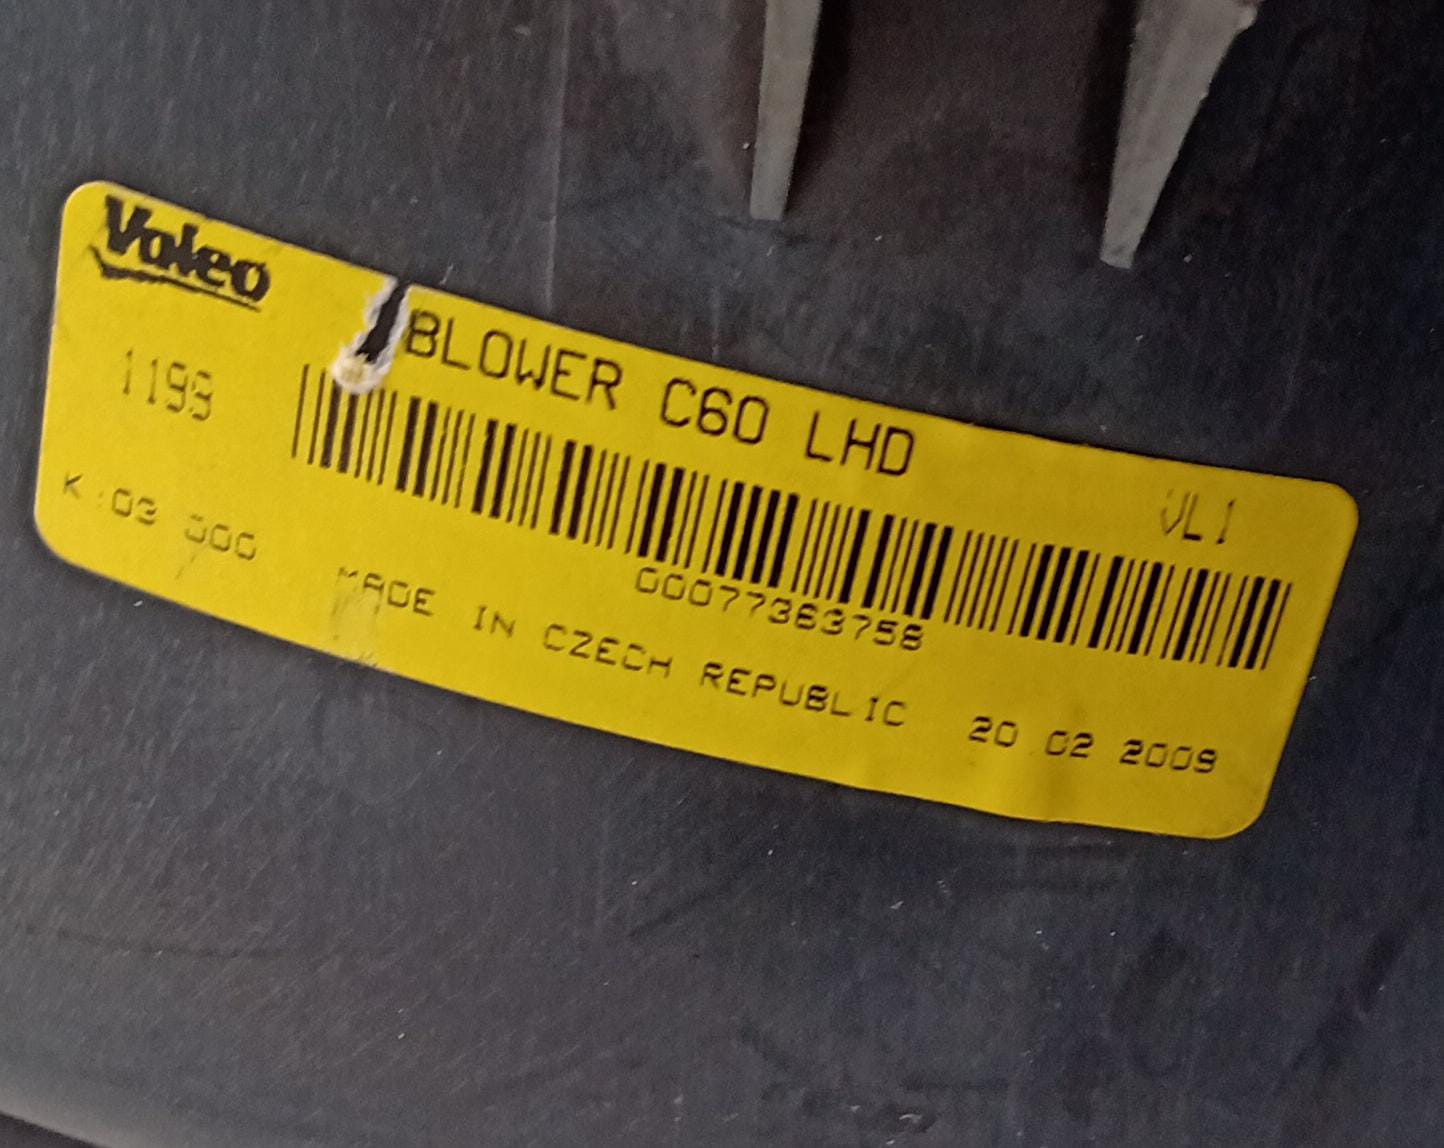 Valeo
BLOWER C60 LHD
1199
VL1
K :03 000
00077363758
MADE IN CZECH REPUBLIC 20 02 2009